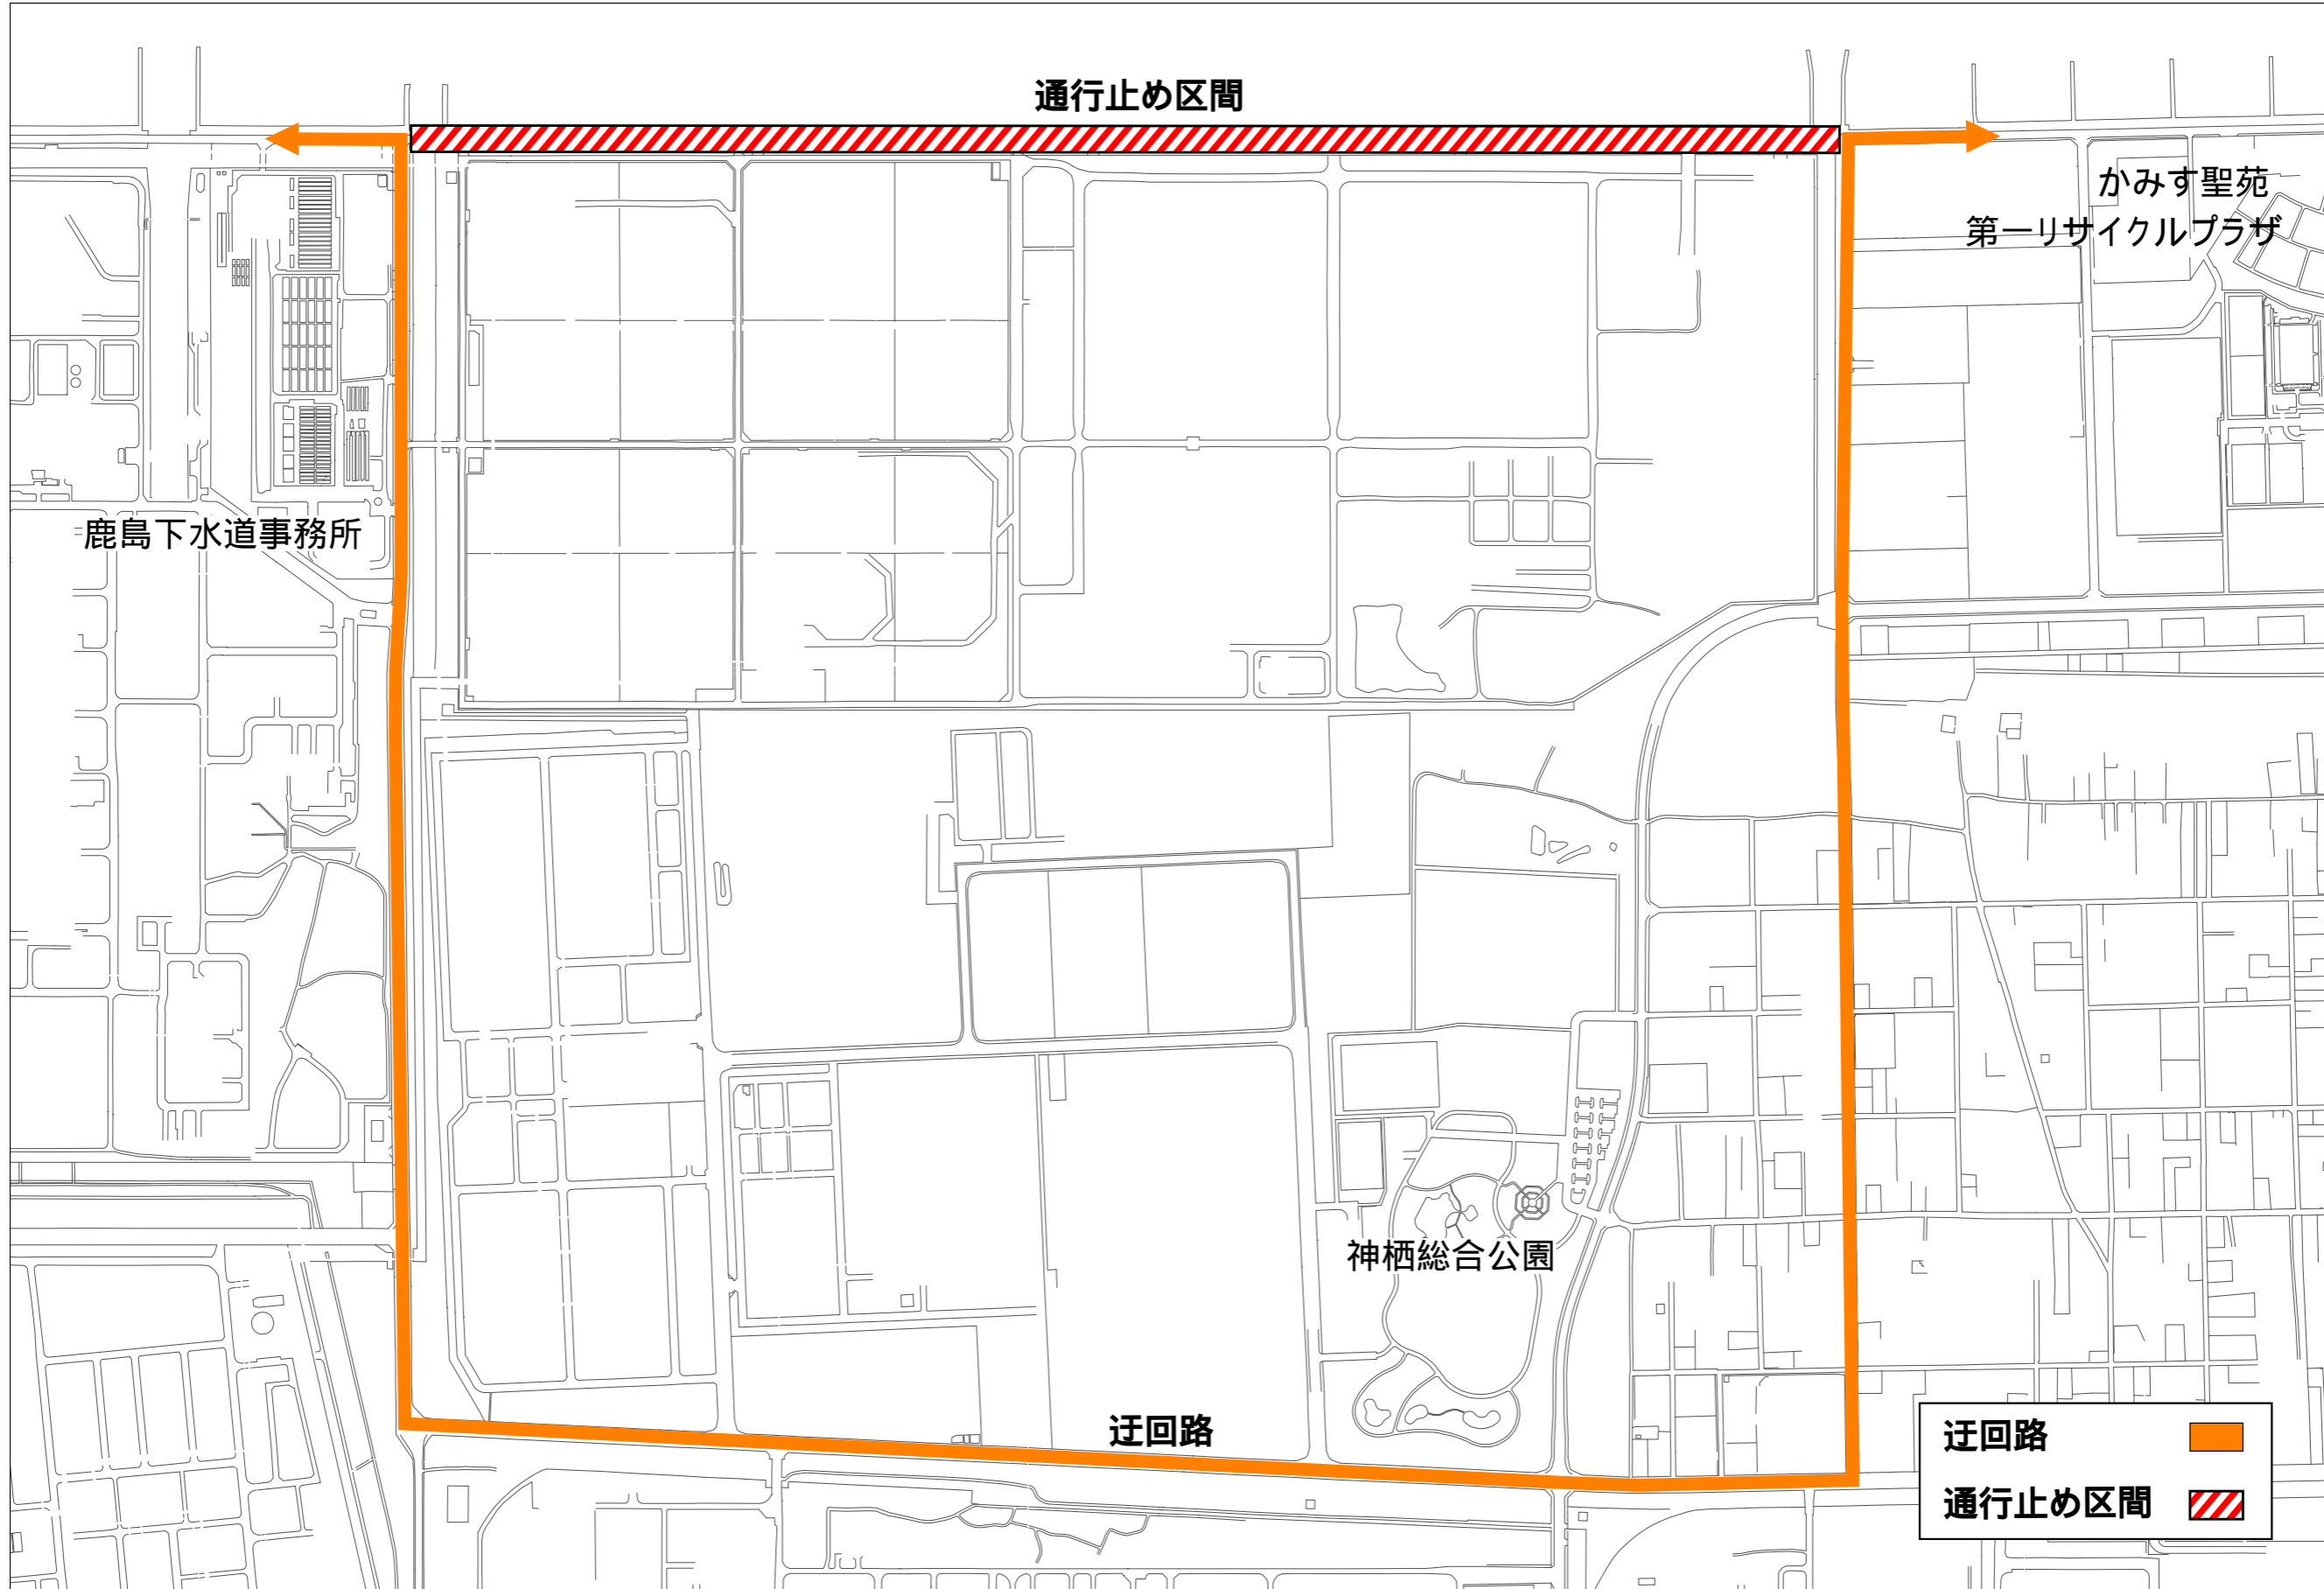 通行止め区間
かみす聖苑
第一リサイクルプラザ
鹿島下水道事務所
神栖総合公園
迂回路
迂回路
通行止め区間